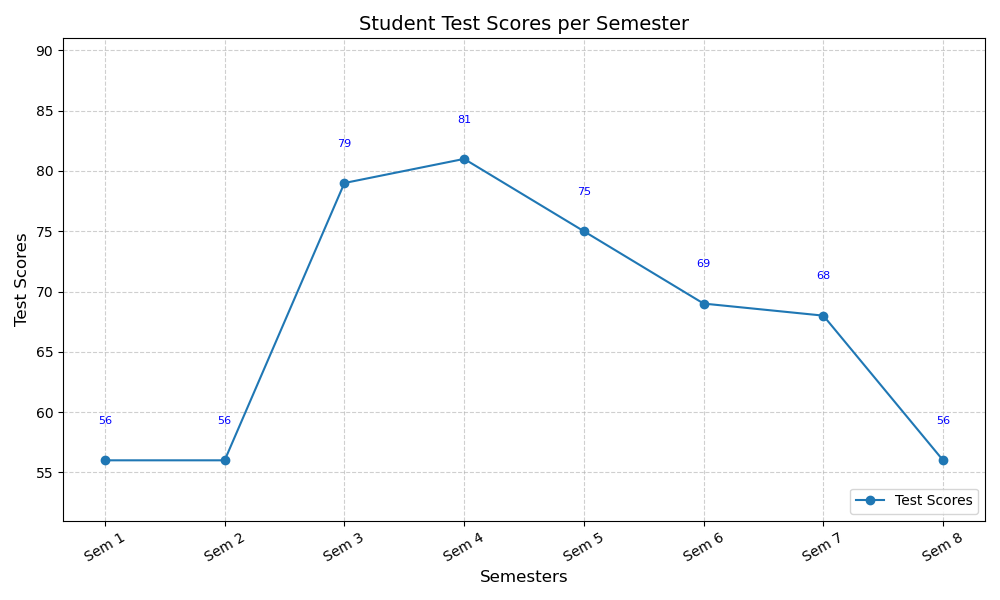 Student Test Scores per Semester
Test Scores
90
85
80
75
70
65
60
55
56
56
79
81
75
69
68
56
Test Scores
Sem 1
Sem 2
Sem 3
Sem 4
Sem 5
Sem 6
Sem 7
Sem 8
Semesters